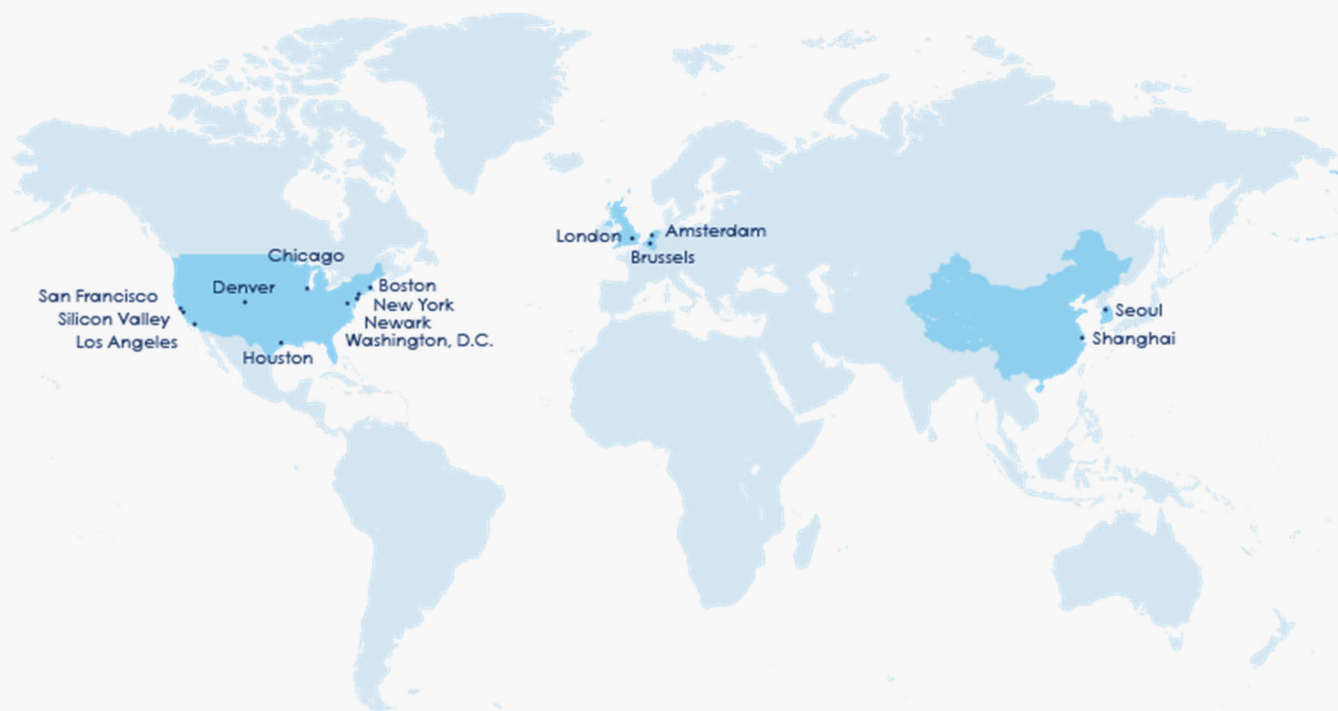 London
Amsterdam
Brussels
Chicago
Denver
Boston
San Francisco
New York
Silicon Valley
Newark
Los Angeles
Washington, D.C.
Houston
Seoul
Shanghai